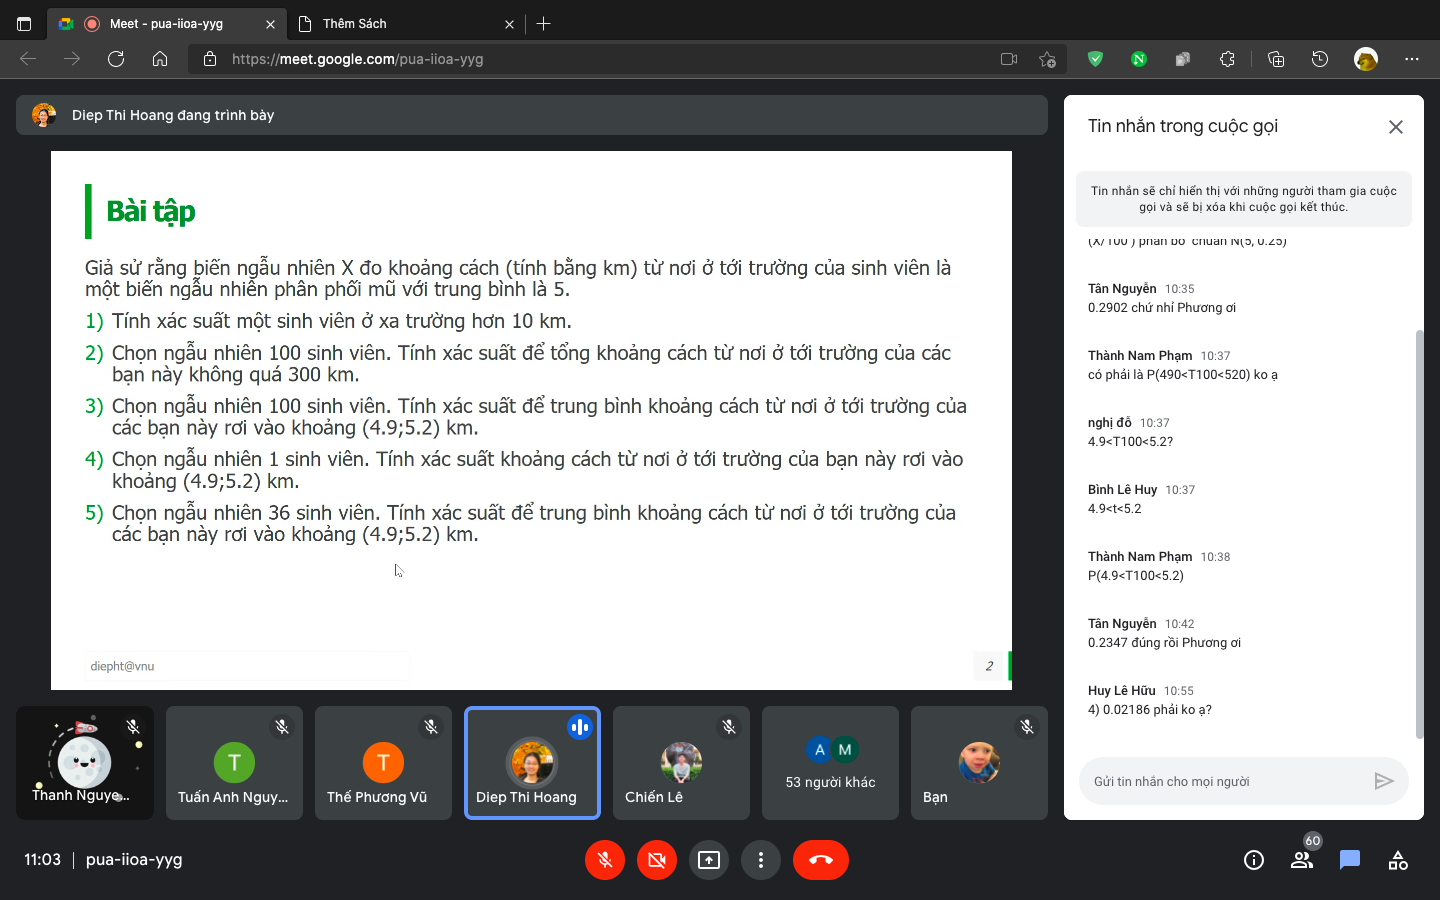 Meet - pua-iioa-yyg
Thêm Sách
https://meet.google.com/pua-iioa-yyg
Diep Thi Hoang đang trình bày
Bài tập
Giả sử rằng biến ngẫu nhiên X đo khoảng cách (tính bằng km) từ nơi ở tới trường của sinh viên là
một biến ngẫu nhiên phân phối mũ với trung bình là 5.
1) Tính xác suất một sinh viên ở xa trường hơn 10 km.
2) Chọn ngẫu nhiên 100 sinh viên. Tính xác suất để tổng khoảng cách từ nơi ở tới trường của các
bạn này không quá 300 km.
3) Chọn ngẫu nhiên 100 sinh viên. Tính xác suất để trung bình khoảng cách từ nơi ở tới trường của
các bạn này rơi vào khoảng (4.9;5.2) km.
4) Chọn ngẫu nhiên 1 sinh viên. Tính xác suất khoảng cách từ nơi ở tới trường của bạn này rơi vào
khoảng (4.9;5.2) km.
5) Chọn ngẫu nhiên 36 sinh viên. Tính xác suất để trung bình khoảng cách từ nơi ở tới trường của
các bạn này rơi vào khoảng (4.9;5.2) km.
diepht@vnu
2
Tin nhắn trong cuộc gọi
Tin nhắn sẽ chỉ hiển thị với những người tham gia cuộc
gọi và sẽ bị xóa khi cuộc gọi kết thúc.
(X/100 ) phân bố chuẩn N(5, 0.25)
Tân Nguyễn 10:35
0.2902 chứ nhỉ Phương ơi
Thành Nam Phạm 10:37
có phải là P(490<T100<520) ko ạ
nghị đỗ 10:37
4.9<T100<5.2?
Bình Lê Huy 10:37
4.9<t<5.2
Thành Nam Phạm 10:38
P(4.9<T100<5.2)
Tân Nguyễn 10:42
0.2347 đúng rồi Phương ơi
Huy Lê Hữu 10:55
4) 0.02186 phải ko ạ?
Gửi tin nhắn cho mọi người
Thanh Nguye...
T
Tuấn Anh Nguy...
T
Thế Phương Vũ
Diep Thi Hoang
Chiến Lê
A M
53 người khác
Bạn
11:03 | pua-iioa-yyg
60